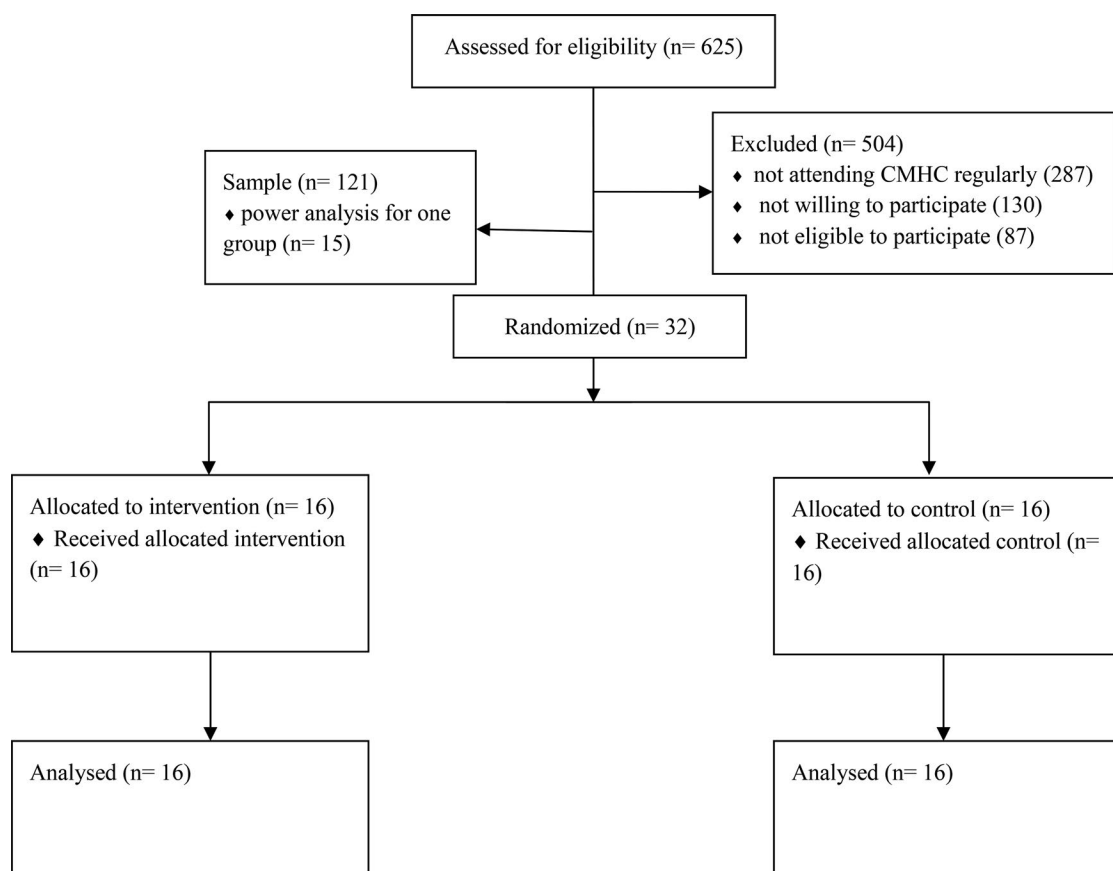 Assessed for eligibility (n= 625)
Excluded (n= 504)
♦ not attending CMHC regularly (287)
♦ not willing to participate (130)
♦ not eligible to participate (87)
Sample (n= 121)
♦ power analysis for one
group (n= 15)
Randomized (n= 32)
Allocated to intervention (n= 16)
♦ Received allocated intervention
(n= 16)
Allocated to control (n= 16)
♦ Received allocated control (n=
16)
Analysed (n= 16)
Analysed (n= 16)